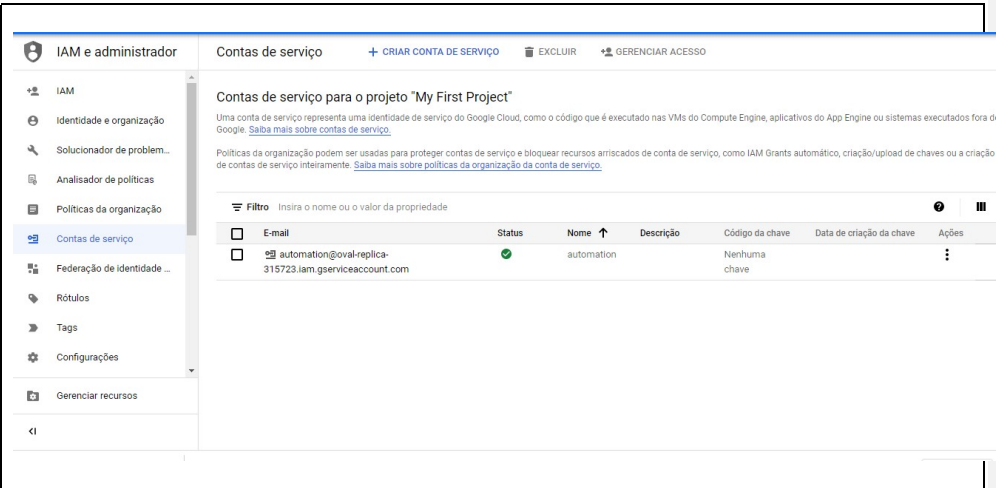 IAM e administrador
Contas de serviço
+ CRIAR CONTA DE SERVIÇO
EXCLUIR
GERENCIAR ACESSO
IAM
Identidade e organização
Solucionador de problem...
Analisador de políticas
Políticas da organização
Contas de serviço
Federação de identidade ...
Rótulos
Tags
Configurações
Gerenciar recursos
Contas de serviço para o projeto "My First Project"
Uma conta de serviço representa uma identidade de serviço do Google Cloud, como o código que é executado nas VMs do Compute Engine, aplicativos do App Engine ou sistemas executados fora d
Google. Saiba mais sobre contas de serviço.
Políticas da organização podem ser usadas para proteger contas de serviço e bloquear recursos arriscados de conta de serviço, como IAM Grants automático, criação/upload de chaves ou a criação
de contas de serviço inteiramente. Saiba mais sobre políticas da organização da conta de serviço.
Filtro Insira o nome ou o valor da propriedade
E-mail Status Nome Descrição Código da chave Data de criação da chave Ações
automation@oval-replica- automation Nenhuma
315723.iam.gserviceaccount.com chave